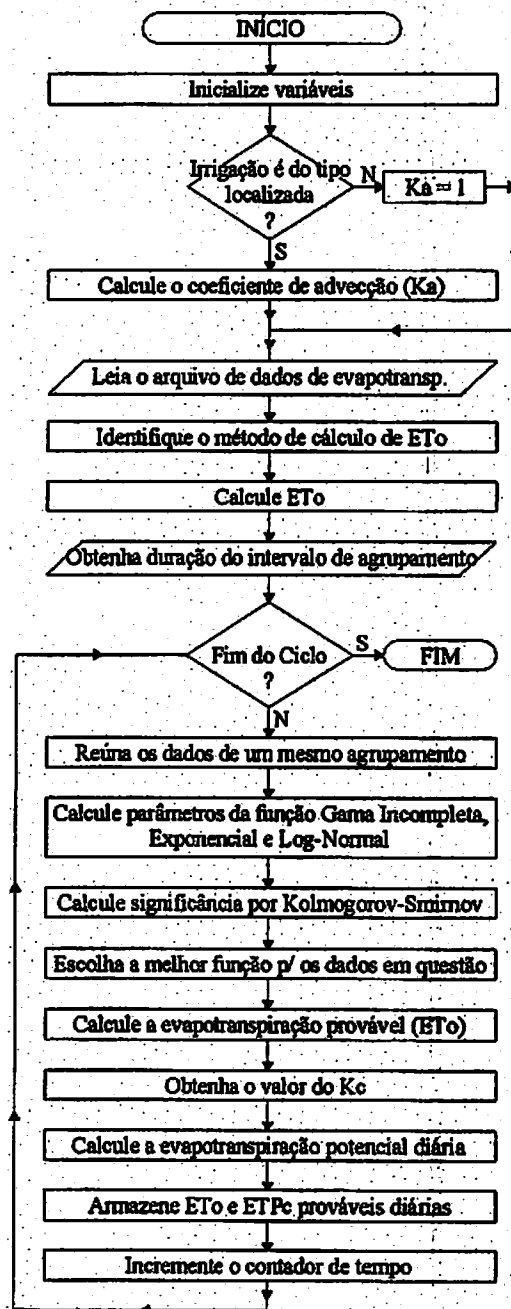 INÍCIO
Inicialize variáveis
Irrigação é do tipo
localizada
?
N
Ka = 1
S
Calcule o coeficiente de advecção (Ka)
Leia o arquivo de dados de evapotransp.
Identifique o método de cálculo de ETo
Calcule ETo
Obtenha duração do intervalo de agrupamento
Fim do Ciclo
?
S
FIM
N
Reúna os dados de um mesmo agrupamento
Calcule parâmetros da função Gama Incompleta,
Exponencial e Log-Normal
Calcule significância por Kolmogorov-Smirnov
Escolha a melhor função p/ os dados em questão
Calcule a evapotranspiração provável (ETo)
Obtenha o valor do Kc
Calcule a evapotranspiração potencial diária
Armazene ETo e ETPc prováveis diárias
Incremente o contador de tempo